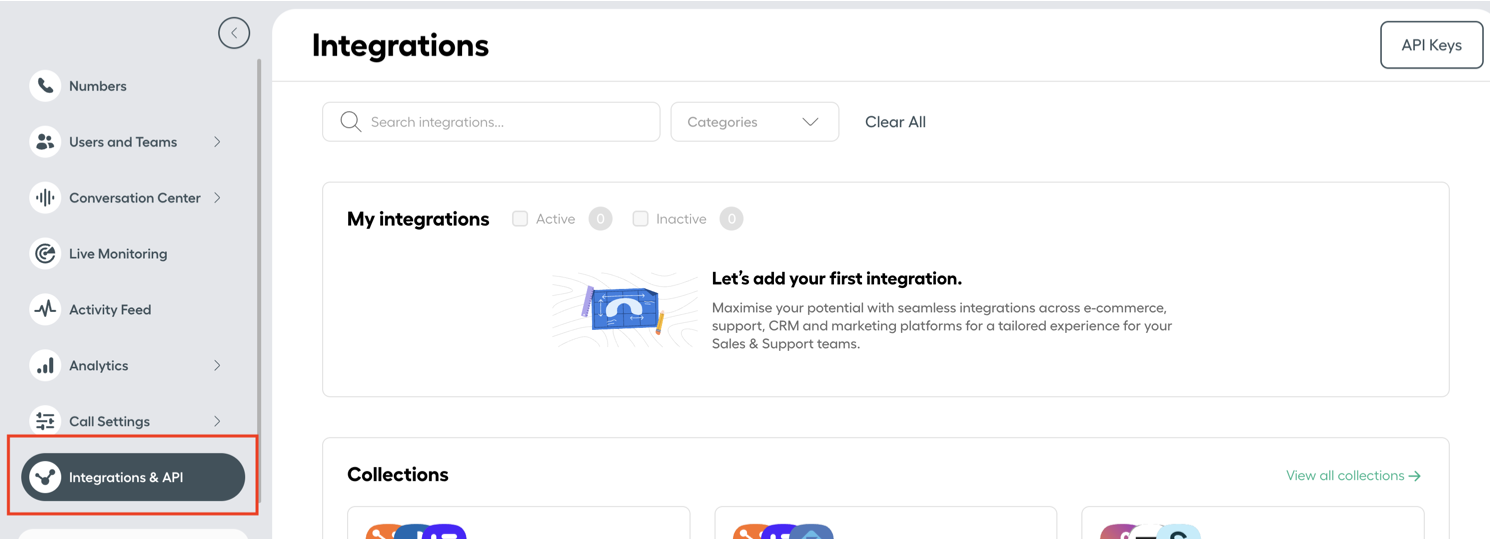 Integrations
API Keys
Numbers
Users and Teams
Conversation Center
Live Monitoring
Activity Feed
Analytics
Call Settings
Integrations & API
Search integrations...
Categories
Clear All
My integrations
Active 0
Inactive 0
Let's add your first integration.
Maximise your potential with seamless integrations across e-commerce,
support, CRM and marketing platforms for a tailored experience for your
Sales & Support teams.
Collections
View all collections →